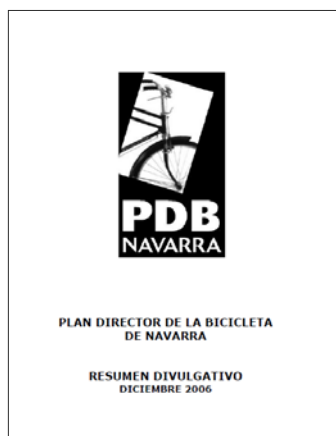 PDB
NAVARRA
PLAN DIRECTOR DE LA BICICLETA
DE NAVARRA
RESUMEN DIVULGATIVO
DICIEMBRE 2006